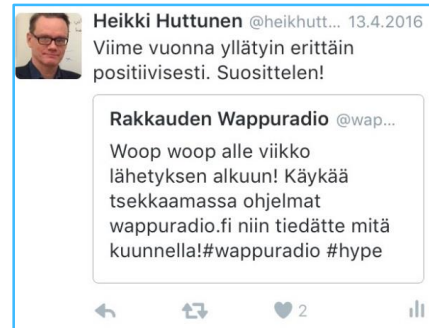 Heikki Huttunen @heikhutt... 13.4.2016
Viime vuonna yllätyin erittäin
positiivisesti. Suosittelen!
Rakkauden Wappuradio @wap...
Woop woop alle viikko
lähetyksen alkuun! Käykää
tsekkaamassa ohjelmat
wappuradio.fi niin tiedätte mitä
kuunnella!#wappuradio #hype
2